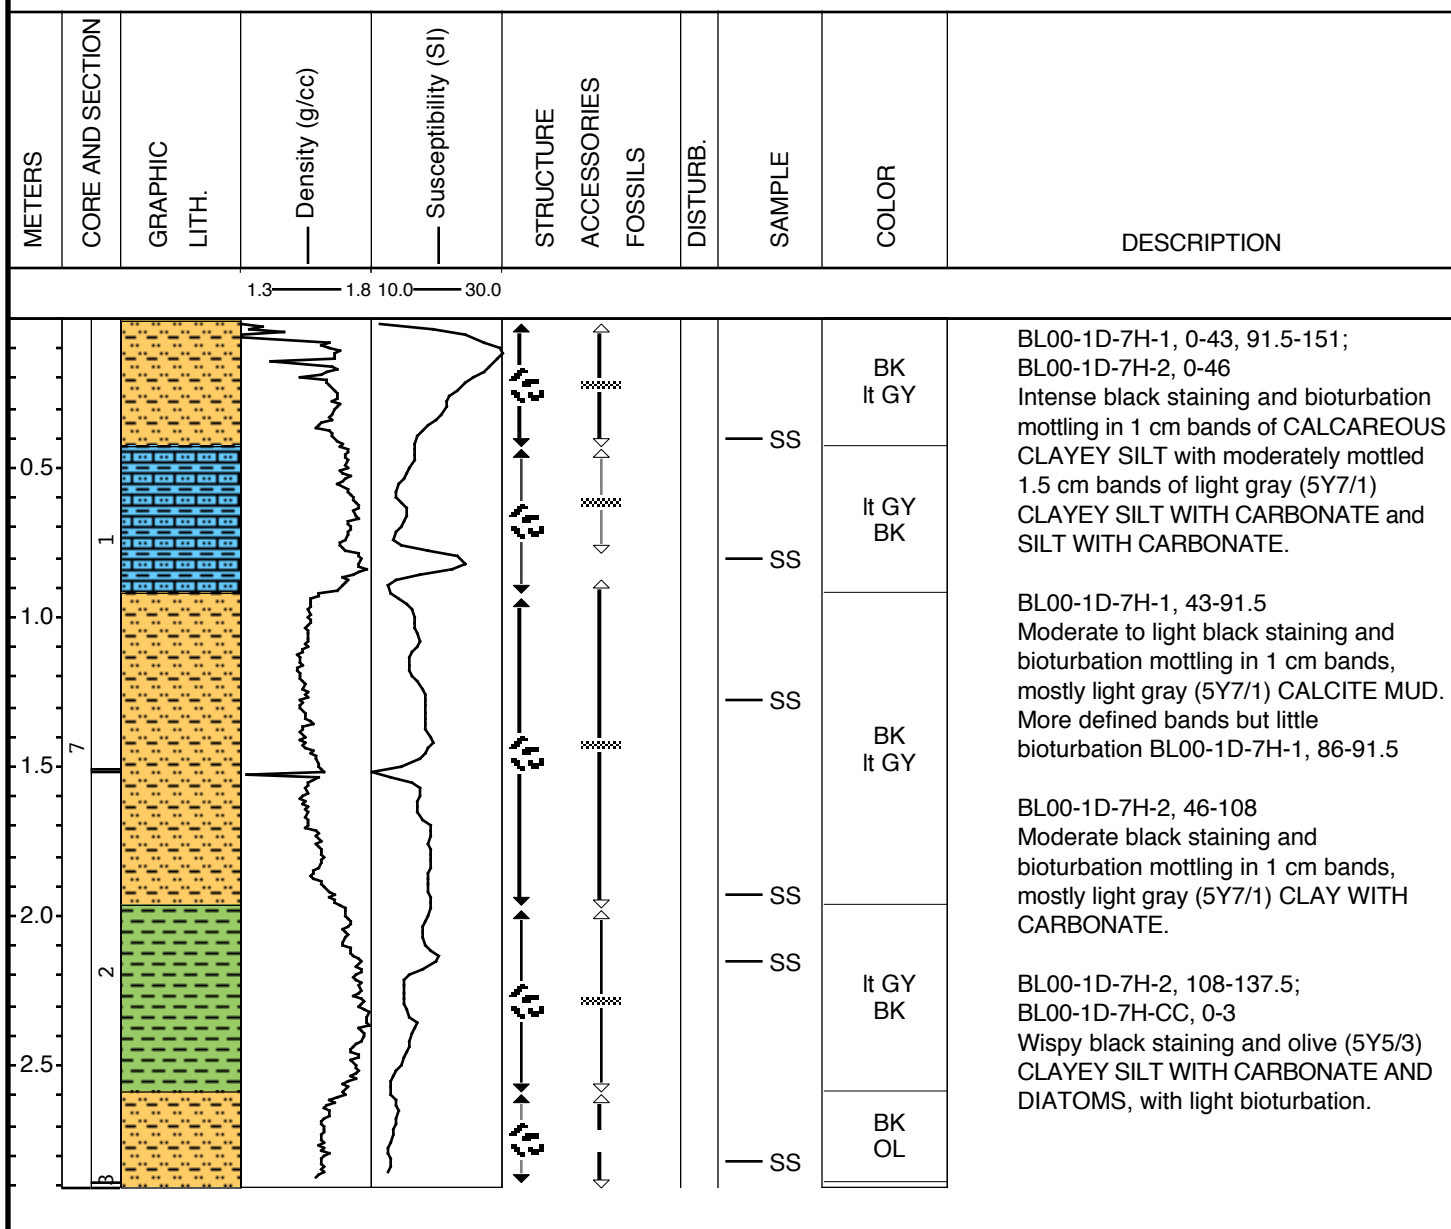 METERS
CORE AND SECTION
GRAPHIC
LITH.
Density (g/cc)
Susceptibility (SI)
STRUCTURE
ACCESSORIES
FOSSILS
DISTURB.
SAMPLE
COLOR
DESCRIPTION
1.3 1.8 10.0 30.0
0.5
1.0
1.5
2.0
2.5
7
1
2
3
SS
SS
SS
SS
SS
SS
BK
lt GY
lt GY
BK
BK
lt GY
lt GY
BK
BK
OL
BL00-1D-7H-1, 0-43, 91.5-151;
BL00-1D-7H-2, 0-46
Intense black staining and bioturbation
mottling in 1 cm bands of CALCAREOUS
CLAYEY SILT with moderately mottled
1.5 cm bands of light gray (5Y7/1)
CLAYEY SILT WITH CARBONATE and
SILT WITH CARBONATE.
BL00-1D-7H-1, 43-91.5
Moderate to light black staining and
bioturbation mottling in 1 cm bands,
mostly light gray (5Y7/1) CALCITE MUD.
More defined bands but little
bioturbation BL00-1D-7H-1, 86-91.5
BL00-1D-7H-2, 46-108
Moderate black staining and
bioturbation mottling in 1 cm bands,
mostly light gray (5Y7/1) CLAY WITH
CARBONATE.
BL00-1D-7H-2, 108-137.5;
BL00-1D-7H-CC, 0-3
Wispy black staining and olive (5Y5/3)
CLAYEY SILT WITH CARBONATE AND
DIATOMS, with light bioturbation.